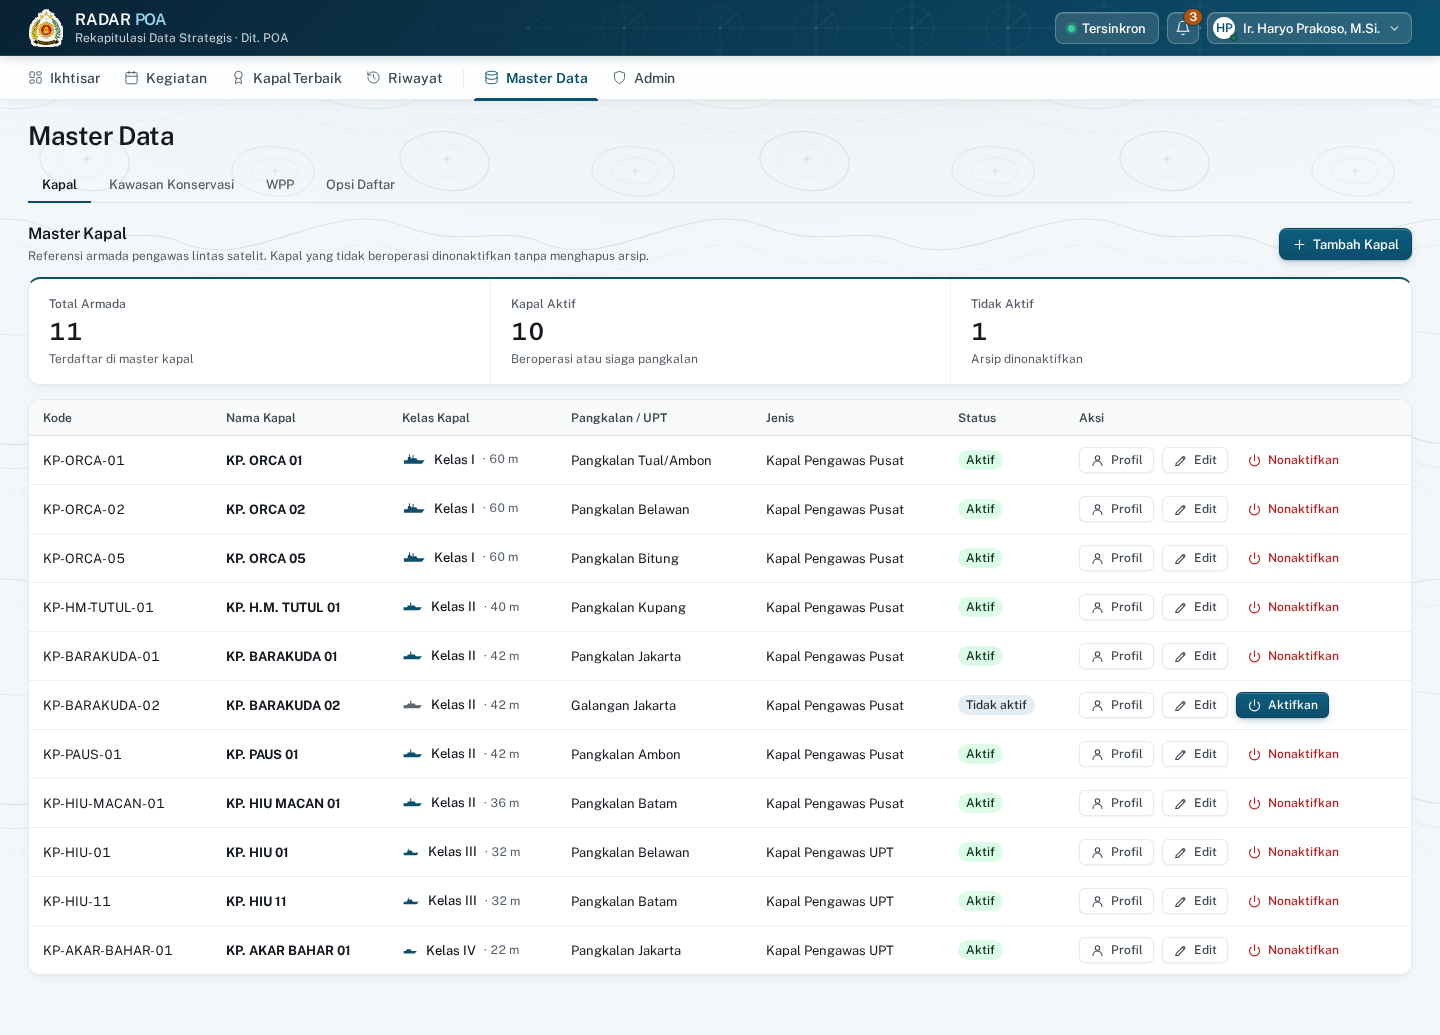 RADAR POA
Rekapitulasi Data Strategis · Dit. POA
Tersinkron
3
HP
Ir. Haryo Prakoso, M.Si.
Ikhtisar
Kegiatan
Kapal Terbaik
Riwayat
Master Data
Admin
Master Data
Kapal
Kawasan Konservasi
WPP
Opsi Daftar
Master Kapal
Referensi armada pengawas lintas satelit. Kapal yang tidak beroperasi dinonaktifkan tanpa menghapus arsip.
Tambah Kapal
Total Armada
11
Terdaftar di master kapal
Kapal Aktif
10
Beroperasi atau siaga pangkalan
Tidak Aktif
1
Arsip dinonaktifkan
Kode Nama Kapal Kelas Kapal Pangkalan / UPT Jenis Status Aksi
KP-ORCA-01 KP. ORCA 01 Kelas I · 60 m Pangkalan Tual/Ambon Kapal Pengawas Pusat Aktif Profil Edit Nonaktifkan
KP-ORCA-02 KP. ORCA 02 Kelas I · 60 m Pangkalan Belawan Kapal Pengawas Pusat Aktif Profil Edit Nonaktifkan
KP-ORCA-05 KP. ORCA 05 Kelas I · 60 m Pangkalan Bitung Kapal Pengawas Pusat Aktif Profil Edit Nonaktifkan
KP-HM-TUTUL-01 KP. H.M. TUTUL 01 Kelas II · 40 m Pangkalan Kupang Kapal Pengawas Pusat Aktif Profil Edit Nonaktifkan
KP-BARAKUDA-01 KP. BARAKUDA 01 Kelas II · 42 m Pangkalan Jakarta Kapal Pengawas Pusat Aktif Profil Edit Nonaktifkan
KP-BARAKUDA-02 KP. BARAKUDA 02 Kelas II · 42 m Galangan Jakarta Kapal Pengawas Pusat Tidak aktif Profil Edit Aktifkan
KP-PAUS-01 KP. PAUS 01 Kelas II · 42 m Pangkalan Ambon Kapal Pengawas Pusat Aktif Profil Edit Nonaktifkan
KP-HIU-MACAN-01 KP. HIU MACAN 01 Kelas II · 36 m Pangkalan Batam Kapal Pengawas Pusat Aktif Profil Edit Nonaktifkan
KP-HIU-01 KP. HIU 01 Kelas III · 32 m Pangkalan Belawan Kapal Pengawas UPT Aktif Profil Edit Nonaktifkan
KP-HIU-11 KP. HIU 11 Kelas III · 32 m Pangkalan Batam Kapal Pengawas UPT Aktif Profil Edit Nonaktifkan
KP-AKAR-BAHAR-01 KP. AKAR BAHAR 01 Kelas IV · 22 m Pangkalan Jakarta Kapal Pengawas UPT Aktif Profil Edit Nonaktifkan